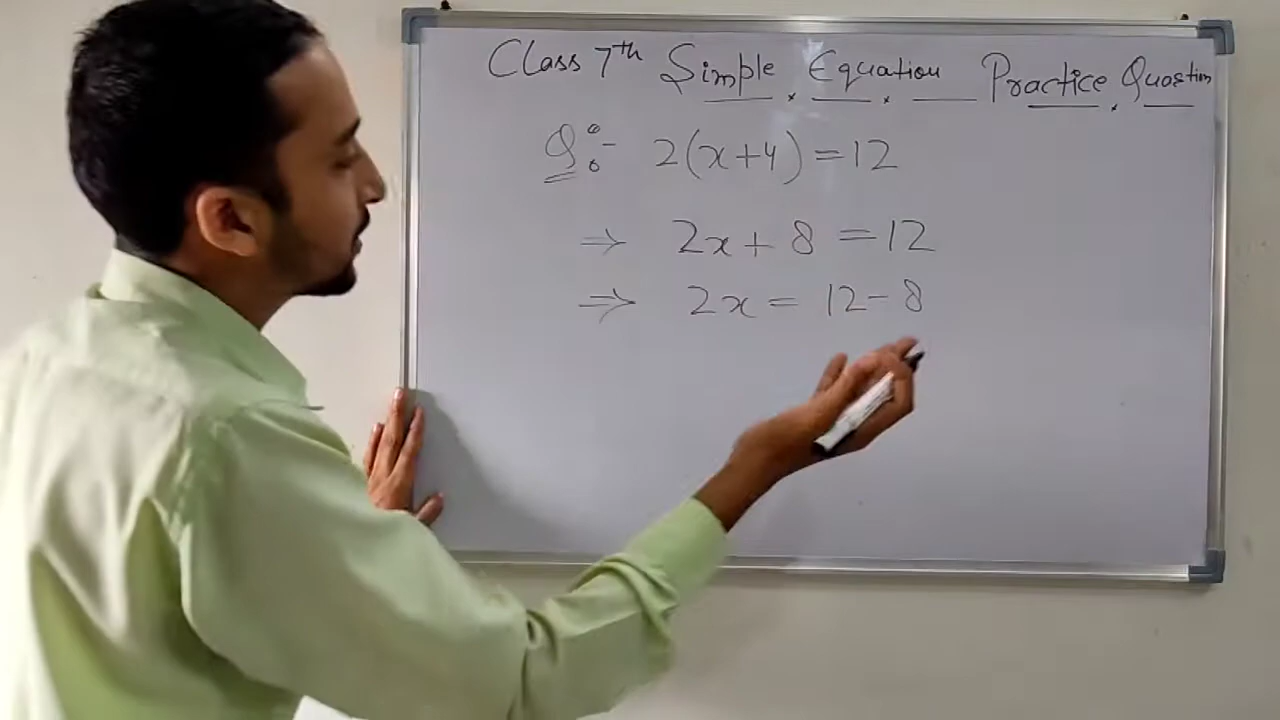 Class 7th Simple Equation Practice Question
Q:- 2(x+4)=12
⇒ 2x+8=12
⇒ 2x=12-8